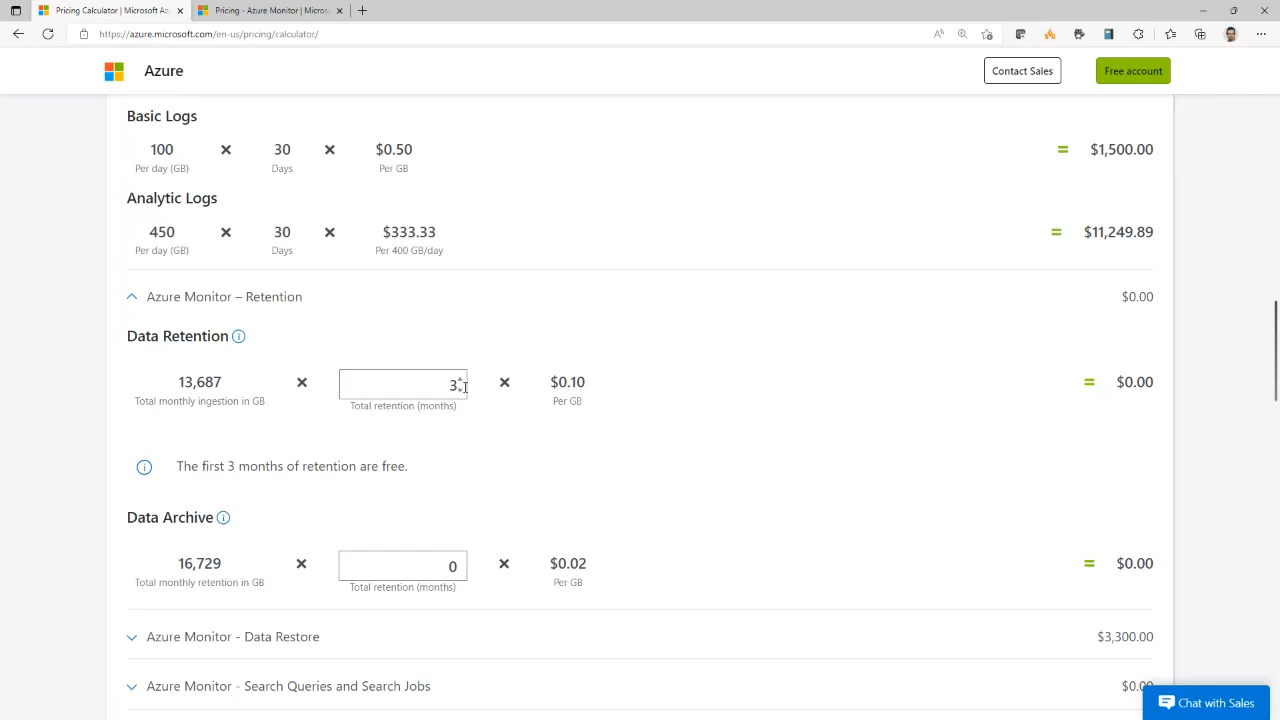 Pricing Calculator | Microsoft Az
Pricing - Azure Monitor | Micros
https://azure.microsoft.com/en-us/pricing/calculator/
Azure
Contact Sales
Free account
Basic Logs
100 × 30 × $0.50 = $1,500.00
Per day (GB) Days Per GB
Analytic Logs
450 × 30 × $333.33 = $11,249.89
Per day (GB) Days Per 400 GB/day
Azure Monitor – Retention $0.00
Data Retention
13,687 × 3 × $0.10 = $0.00
Total monthly ingestion in GB Total retention (months) Per GB
The first 3 months of retention are free.
Data Archive
16,729 × 0 × $0.02 = $0.00
Total monthly retention in GB Total retention (months) Per GB
Azure Monitor - Data Restore $3,300.00
Azure Monitor - Search Queries and Search Jobs $0.00
Chat with Sales